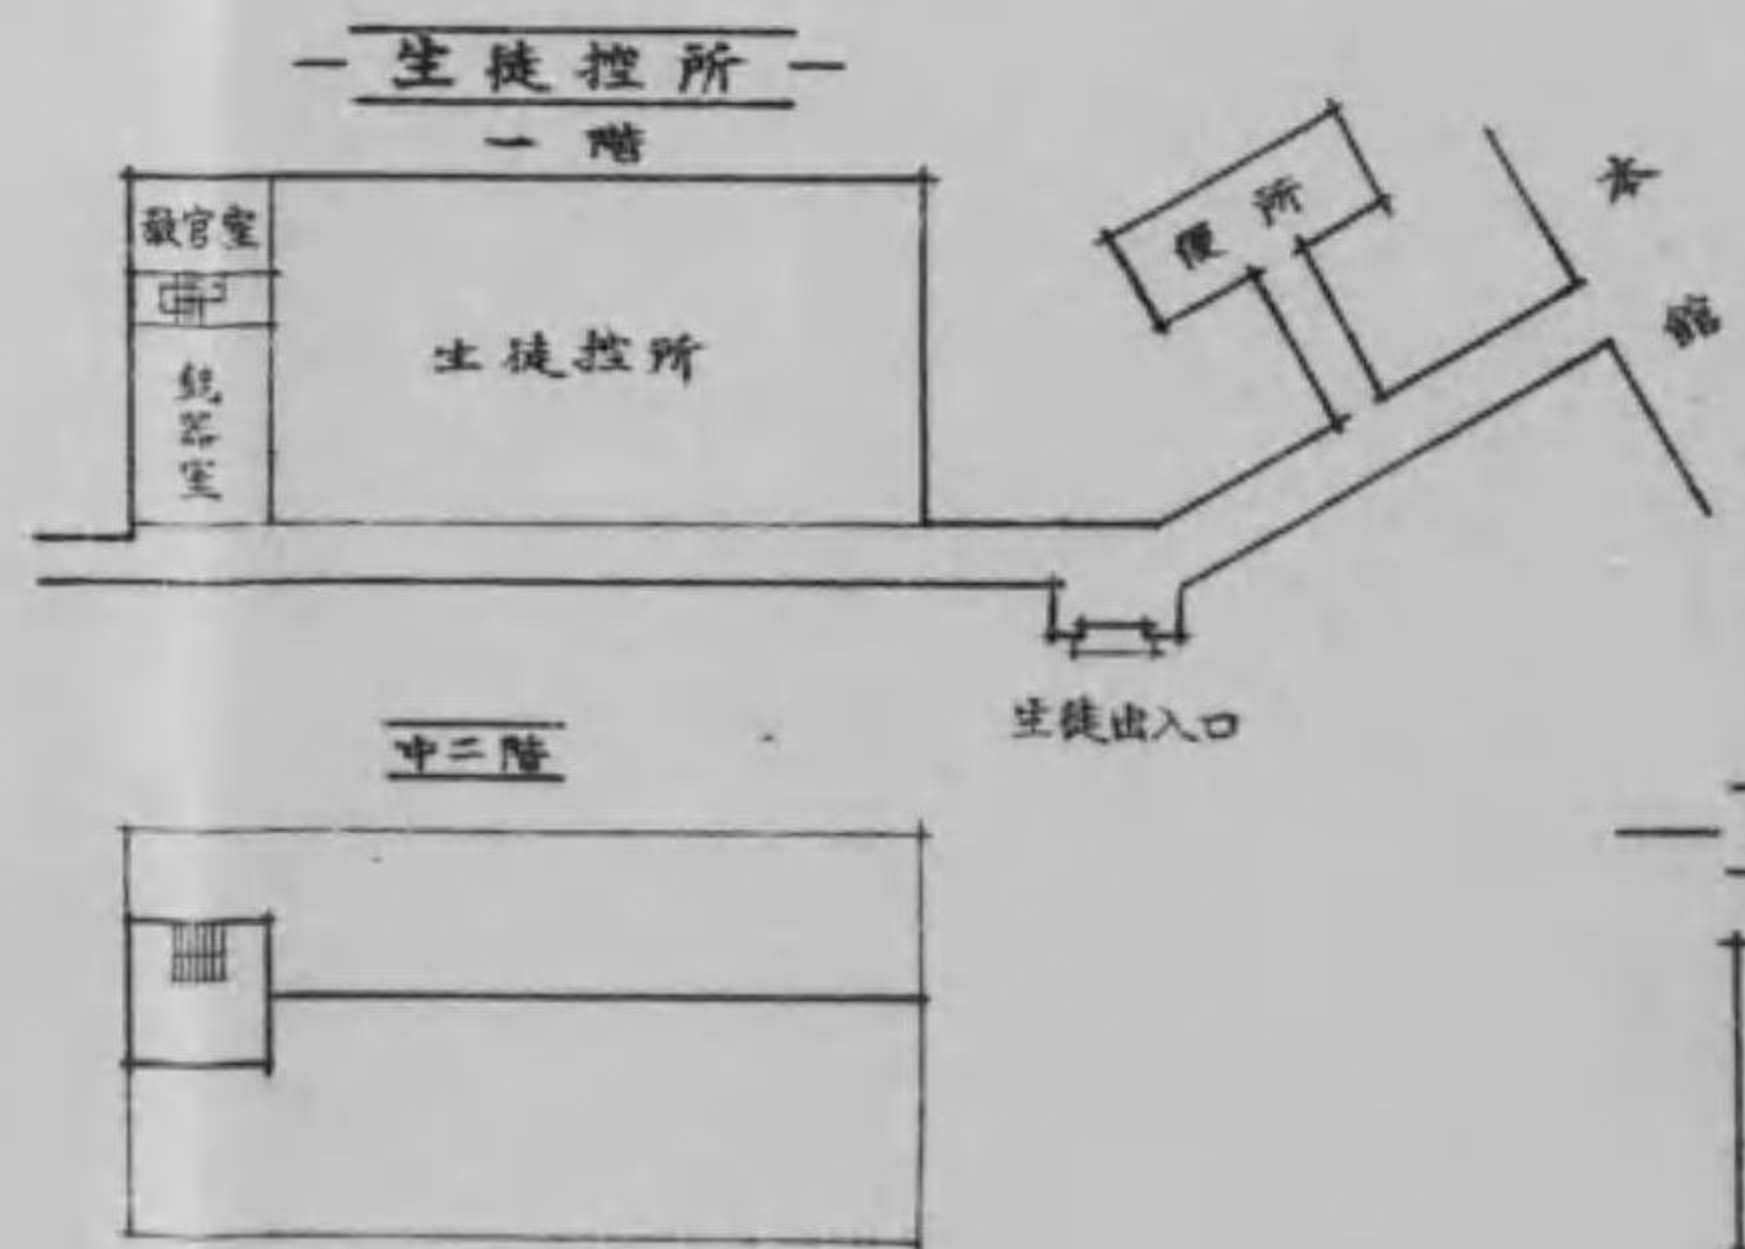 生徒控所
一階
教官室
銃器室
生徒控所
便所
本館
生徒出入口
中二階